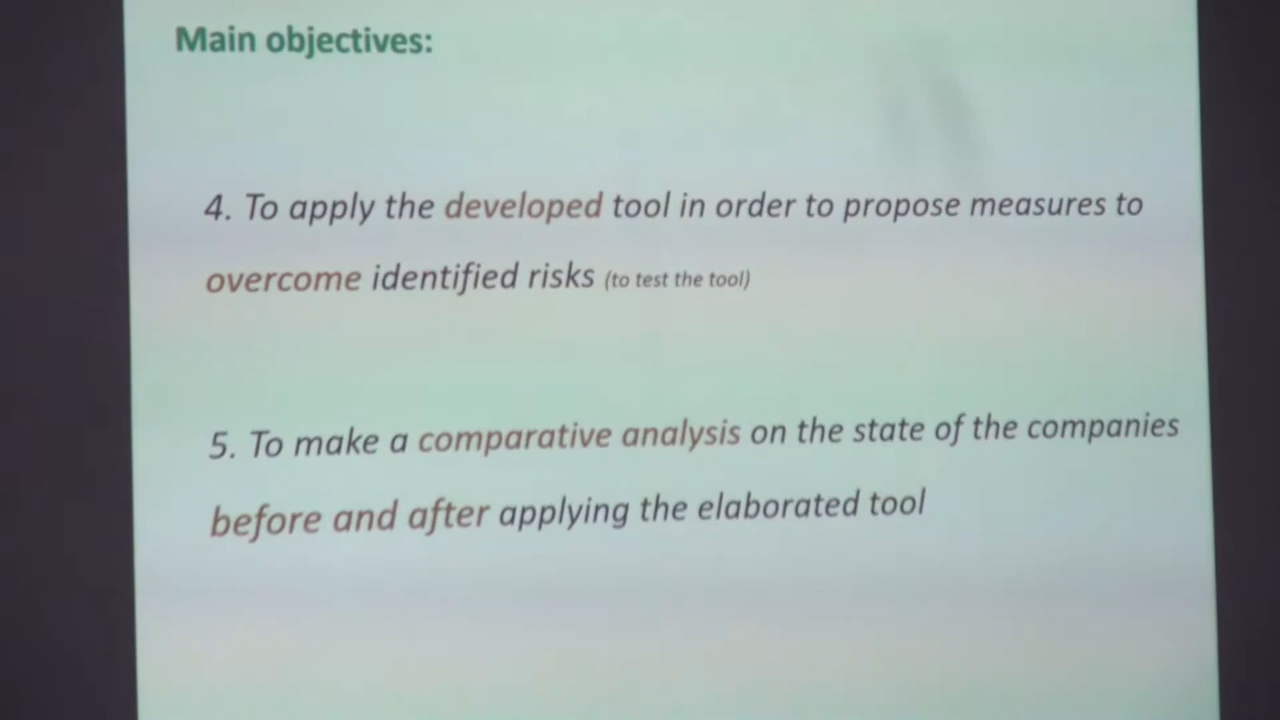 Main objectives:
4. To apply the developed tool in order to propose measures to
overcome identified risks (to test the tool)
5. To make a comparative analysis on the state of the companies
before and after applying the elaborated tool